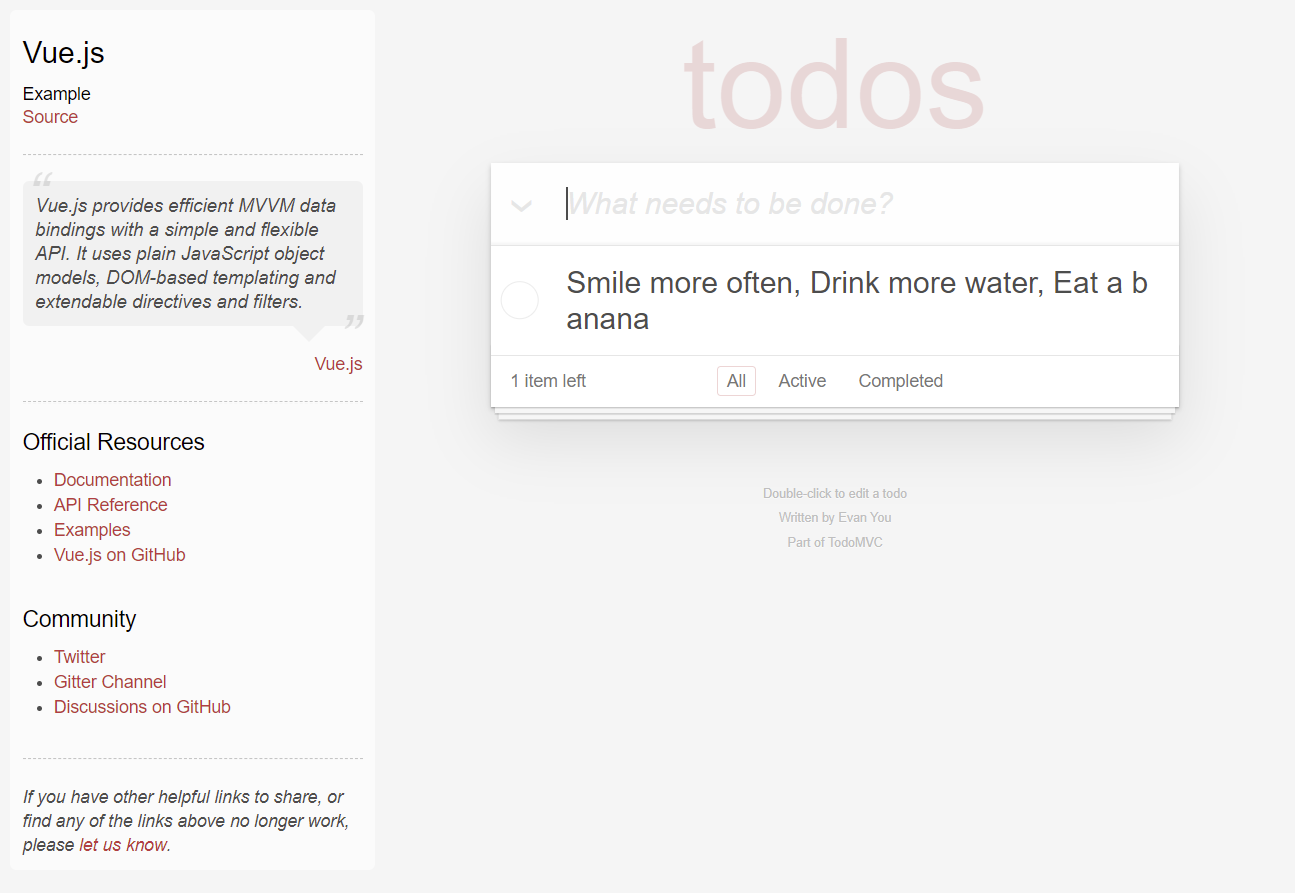 Vue.js
Example
Source
“
Vue.js provides efficient MVVM data
bindings with a simple and flexible
API. It uses plain JavaScript object
models, DOM-based templating and
extendable directives and filters.
”
Vue.js
Official Resources
• Documentation
• API Reference
• Examples
• Vue.js on GitHub
Community
• Twitter
• Gitter Channel
• Discussions on GitHub
If you have other helpful links to share, or
find any of the links above no longer work,
please let us know.
todos
What needs to be done?
Smile more often, Drink more water, Eat a b
anana
1 item left All Active Completed
Double-click to edit a todo
Written by Evan You
Part of TodoMVC